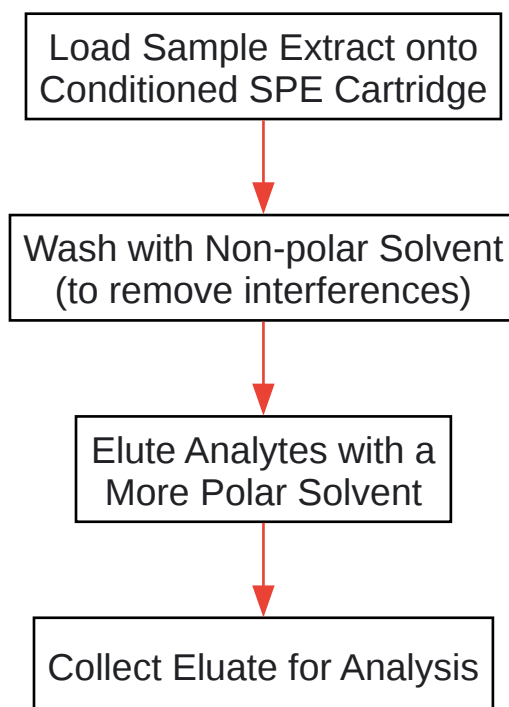 Load Sample Extract onto
Conditioned SPE Cartridge
Wash with Non-polar Solvent
(to remove interferences)
Elute Analytes with a
More Polar Solvent
Collect Eluate for Analysis